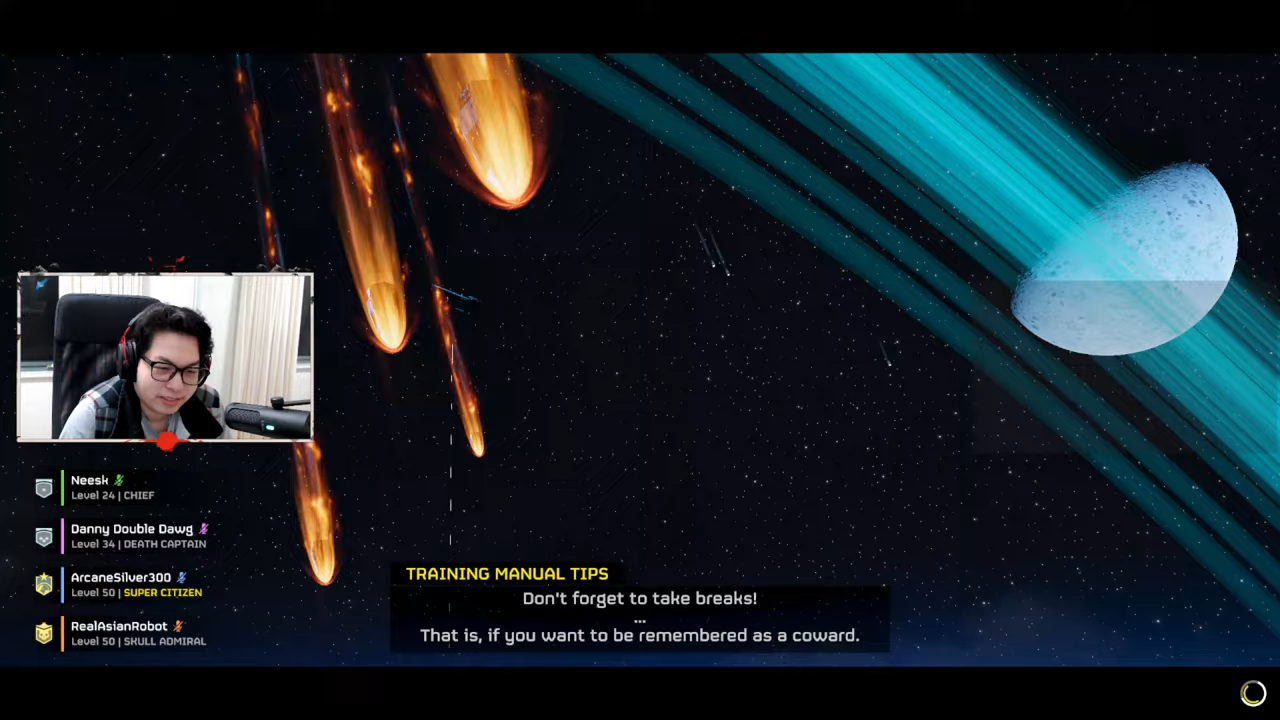 Neesk
Level 24 | CHIEF
Danny Double Dawg
Level 34 | DEATH CAPTAIN
ArcaneSilver300
Level 50 | SUPER CITIZEN
RealAsianRobot
Level 50 | SKULL ADMIRAL
TRAINING MANUAL TIPS
Don't forget to take breaks!
...
That is, if you want to be remembered as a coward.